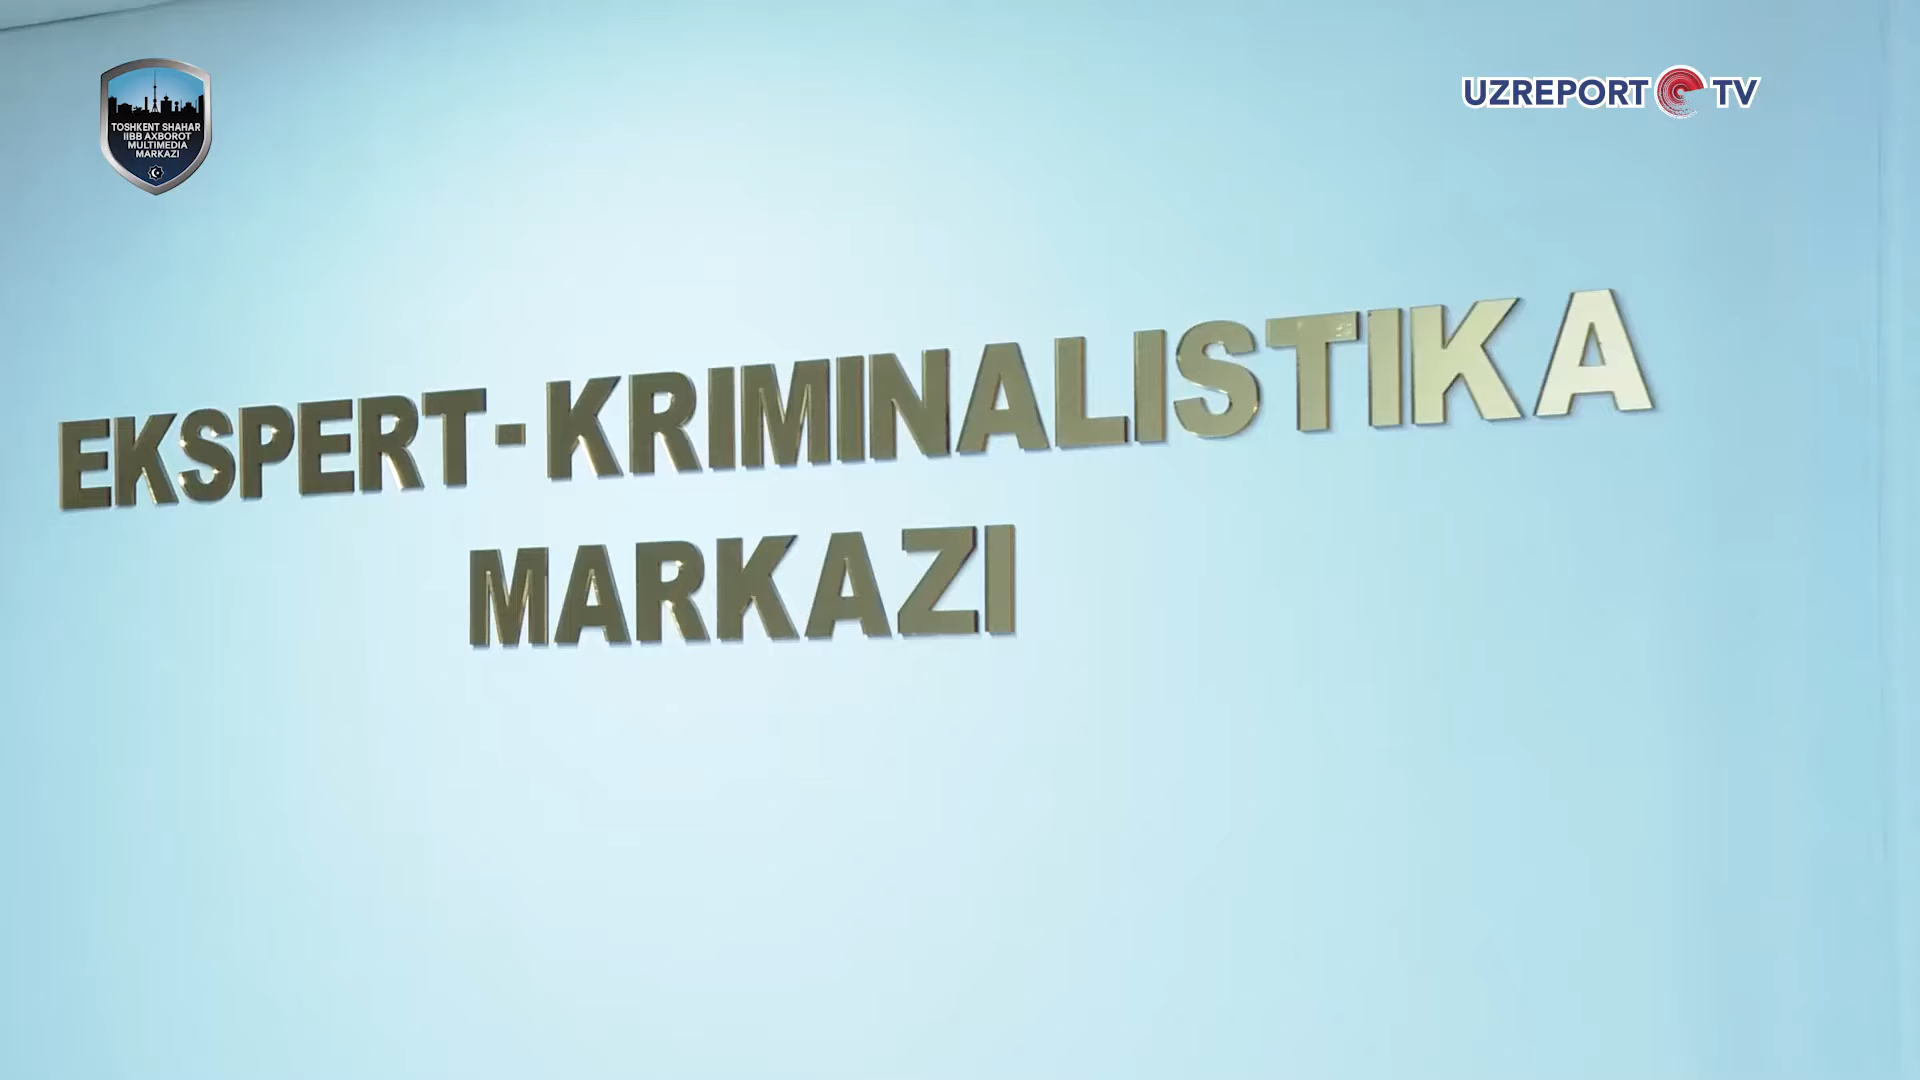 TOSHKENT SHAHAR
IIBB AXBOROT
MULTIMEDIA
MARKAZI
UZREPORT TV
EKSPERT-KRIMINALISTIKA
MARKAZI